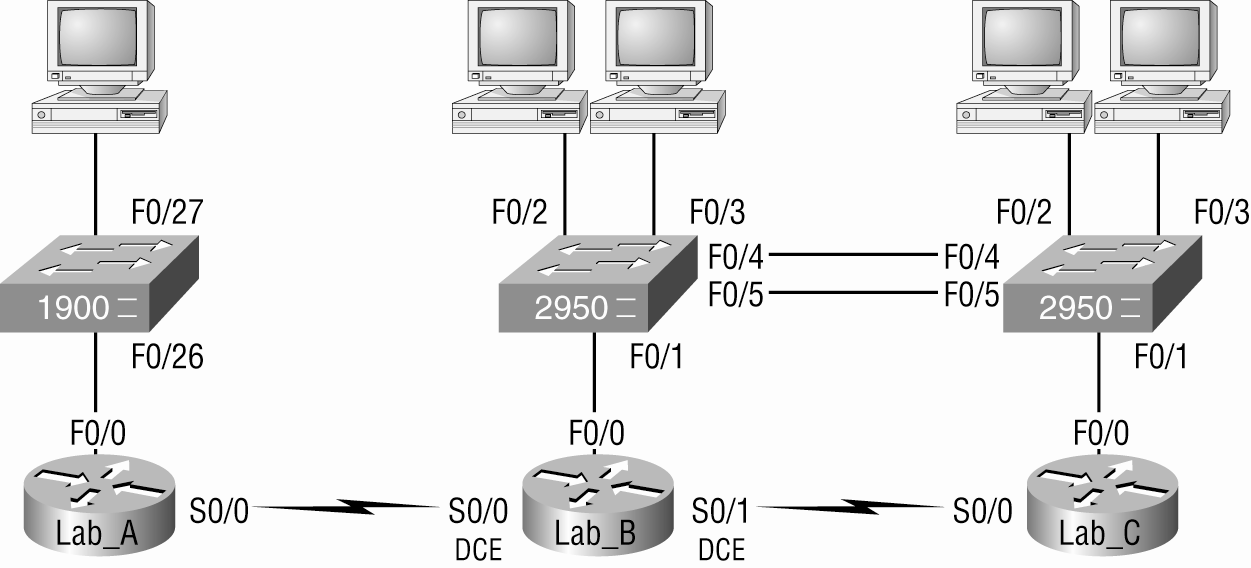 F0/27
F0/2
F0/3
F0/2
F0/3
F0/4
F0/4
F0/5
F0/5
1900
2950
2950
F0/26
F0/1
F0/1
F0/0
F0/0
F0/0
S0/0
S0/0
S0/1
S0/0
Lab_A
Lab_B
Lab_C
DCE
DCE